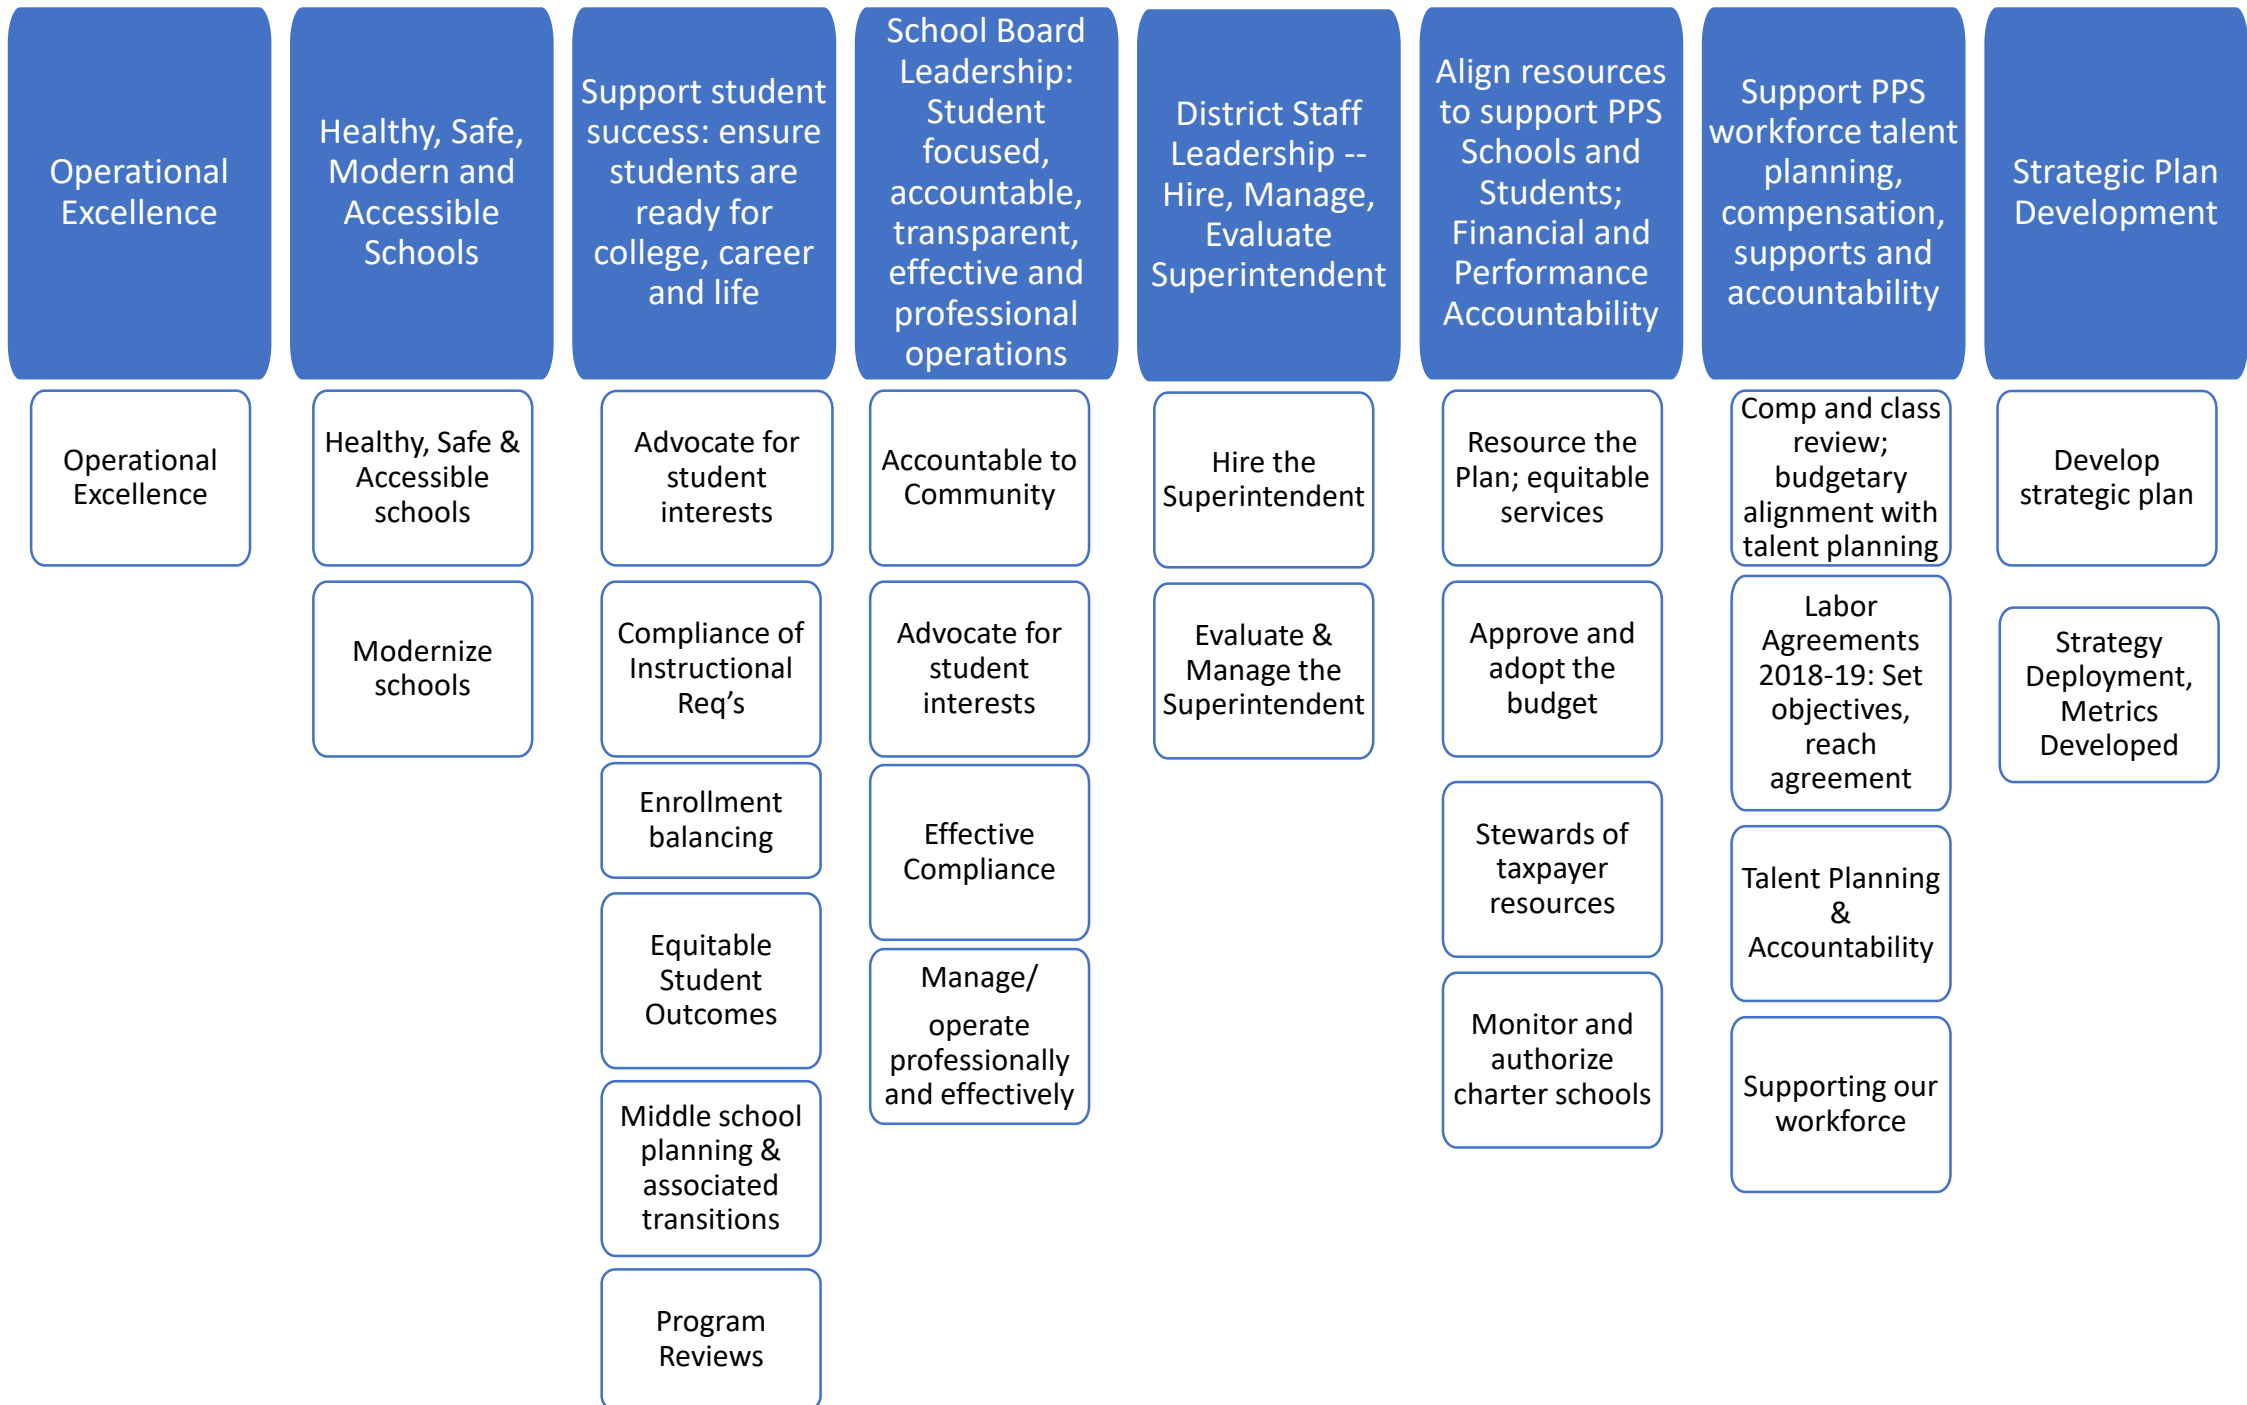 Operational
Excellence
Healthy, Safe,
Modern and
Accessible
Schools
Support student
success: ensure
students are
ready for
college, career
and life
School Board
Leadership:
Student
focused,
accountable,
transparent,
effective and
professional
operations
District Staff
Leadership --
Hire, Manage,
Evaluate
Superintendent
Align resources
to support PPS
Schools and
Students;
Financial and
Performance
Accountability
Support PPS
workforce talent
planning,
compensation,
supports and
accountability
Strategic Plan
Development
Operational
Excellence
Healthy, Safe &
Accessible
schools
Modernize
schools
Advocate for
student
interests
Compliance of
Instructional
Req’s
Enrollment
balancing
Equitable
Student
Outcomes
Middle school
planning &
associated
transitions
Program
Reviews
Accountable to
Community
Advocate for
student
interests
Effective
Compliance
Manage/
operate
professionally
and effectively
Hire the
Superintendent
Evaluate &
Manage the
Superintendent
Resource the
Plan; equitable
services
Approve and
adopt the
budget
Stewards of
taxpayer
resources
Monitor and
authorize
charter schools
Comp and class
review;
budgetary
alignment with
talent planning
Labor
Agreements
2018-19: Set
objectives,
reach
agreement
Talent Planning
&
Accountability
Supporting our
workforce
Develop
strategic plan
Strategy
Deployment,
Metrics
Developed